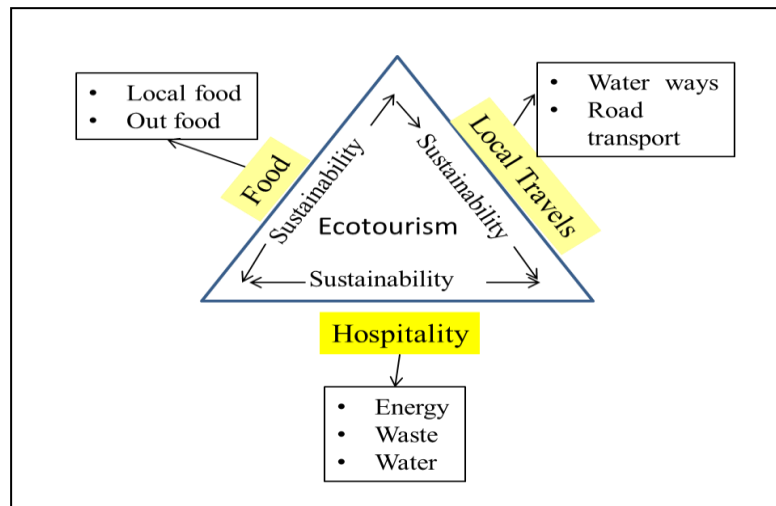 • Local food
• Out food
• Water ways
• Road
transport
Food
Local Travels
Sustainability
Sustainability
Ecotourism
Sustainability
Hospitality
• Energy
• Waste
• Water